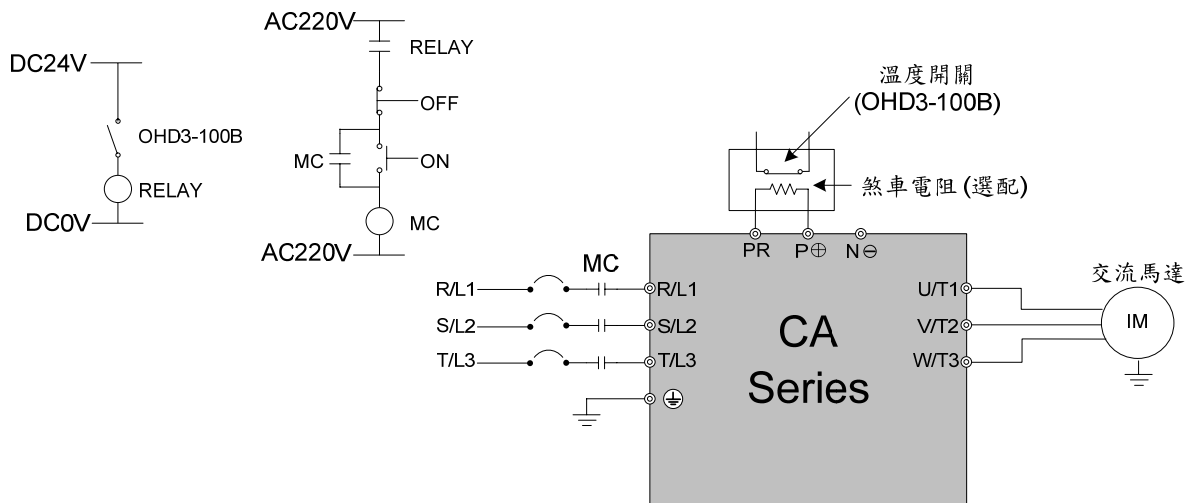 DC24V
OHD3-100B
RELAY
DC0V
AC220V
RELAY
OFF
MC
ON
MC
AC220V
溫度開關
(OHD3-100B)
煞車電阻(選配)
PR
P⊕
N⊖
MC
R/L1
S/L2
T/L3
R/L1
S/L2
T/L3
CA
Series
U/T1
V/T2
W/T3
交流馬達
IM